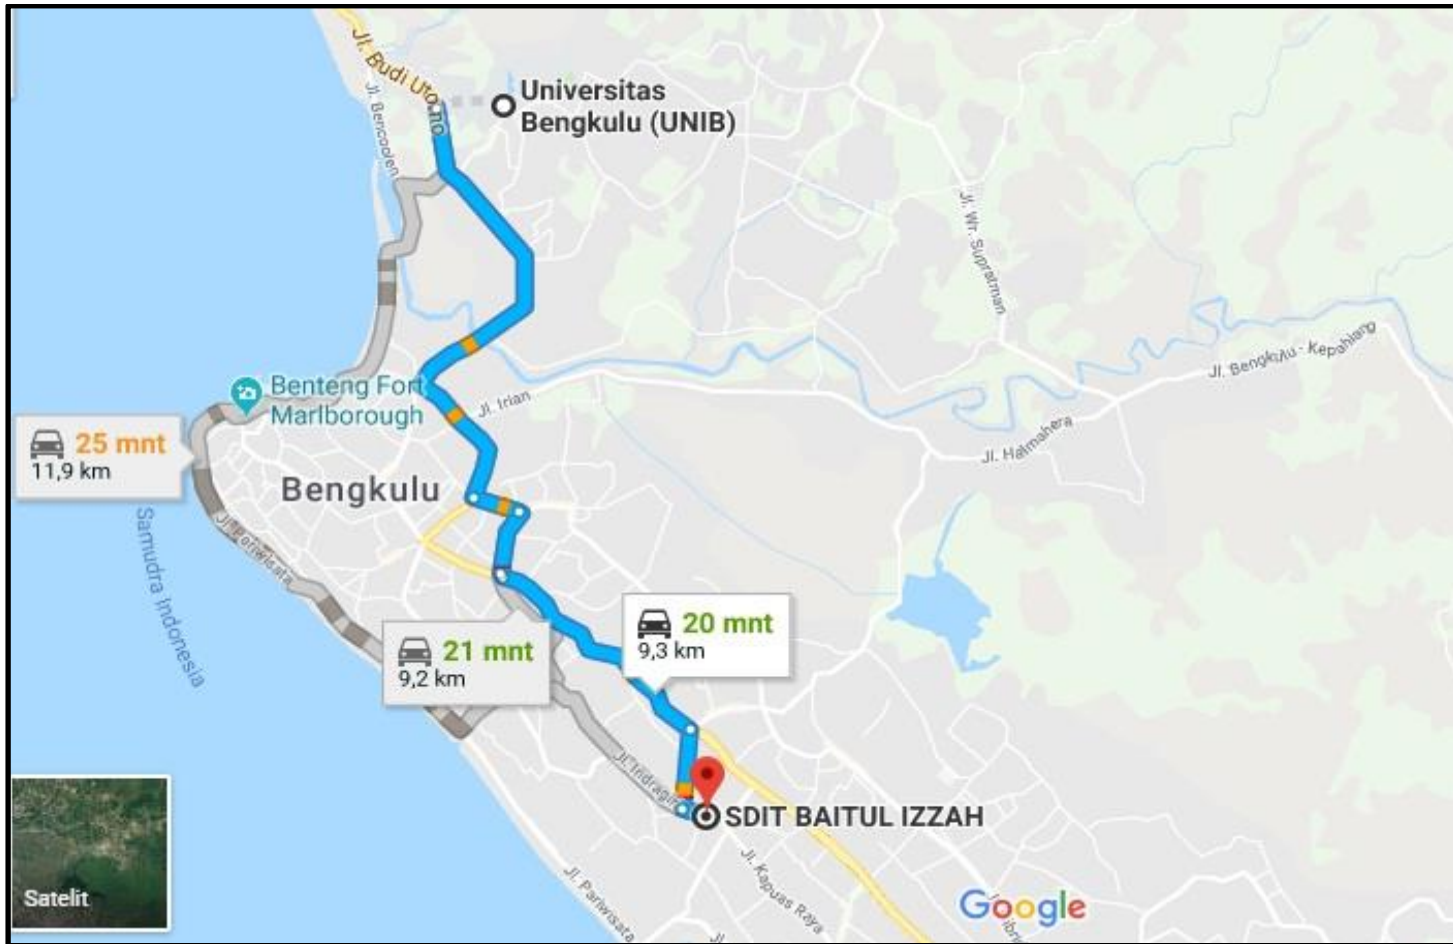 Jl. Budi Utomo
Universitas
Bengkulu (UNIB)
Jl. Bencoolen
Jl. Wr. Supratman
Jl. Bengkulu - Kepahiang
Benteng Fort
Marlborough
Jl. Irian
Jl. Halmahera
25 mnt
11,9 km
Bengkulu
Samudra Indonesia
Jl. Pariwisata
21 mnt
9,2 km
20 mnt
9,3 km
SDIT BAITUL IZZAH
Jl. Kapuas Raya
Jl. Pariwisata
Satelit
Google